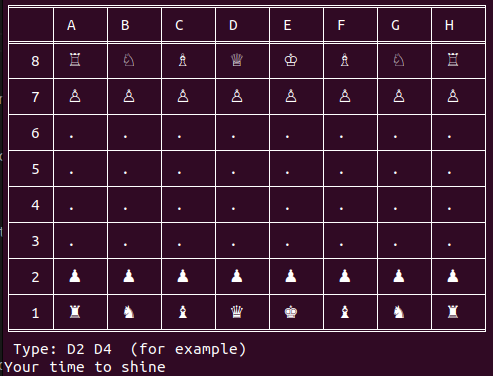 A B C D E F G H
8 ♖ ♘ ♗ ♕ ♔ ♗ ♘ ♖
7 ♙ ♙ ♙ ♙ ♙ ♙ ♙ ♙
6 . . . . . . . .
5 . . . . . . . .
4 . . . . . . . .
3 . . . . . . . .
2 ♟ ♟ ♟ ♟ ♟ ♟ ♟ ♟
1 ♜ ♞ ♝ ♛ ♚ ♝ ♞ ♜
Type: D2 D4 (for example)
Your time to shine